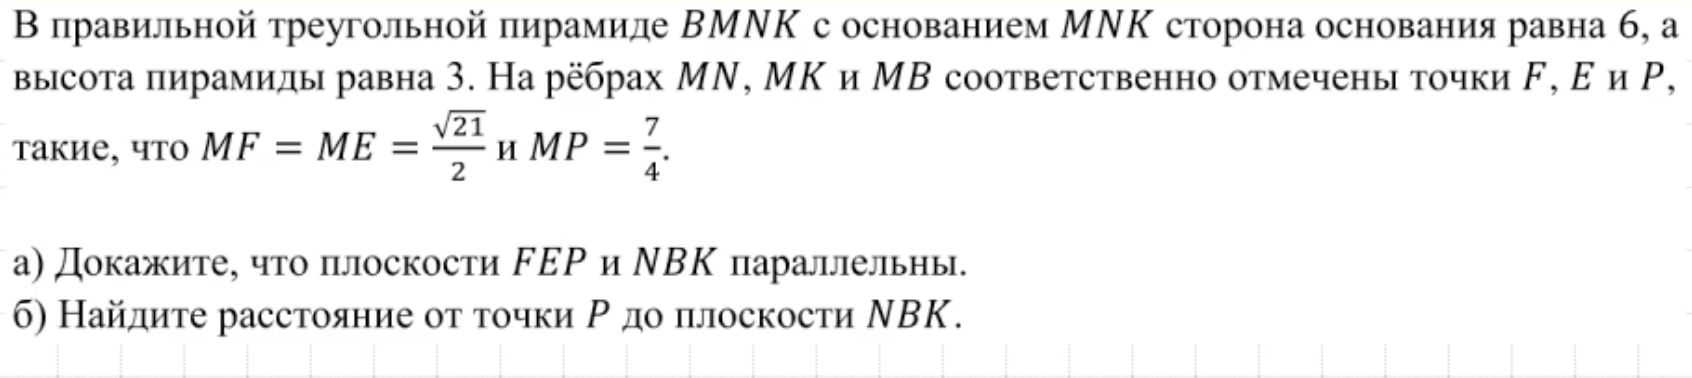 В правильной треугольной пирамиде BMNK с основанием MNK сторона основания равна 6, а
высота пирамиды равна 3. На рёбрах MN, MK и MB соответственно отмечены точки F, E и P,
такие, что MF = ME = √21/2 и MP = 7/4.
а) Докажите, что плоскости FEP и NBK параллельны.
б) Найдите расстояние от точки P до плоскости NBK.